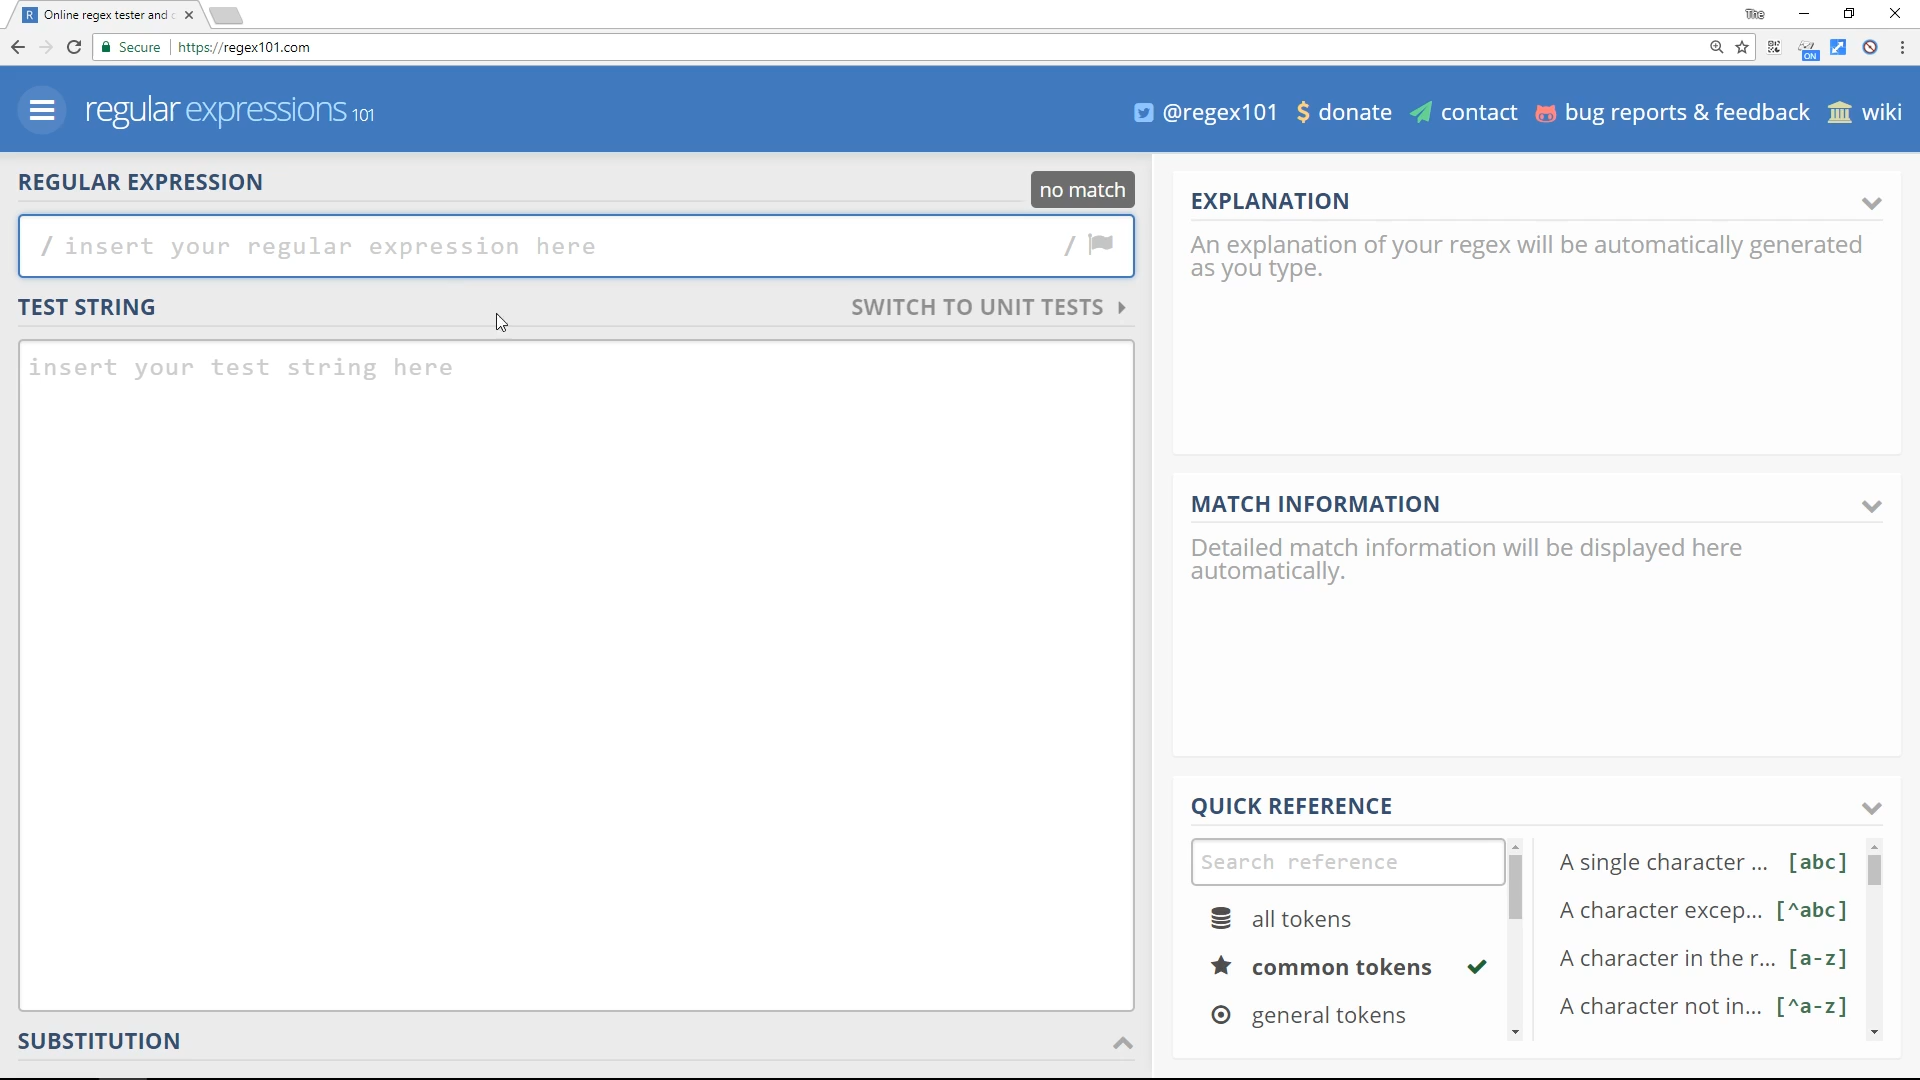 Online regex tester and
The
Secure https://regex101.com
ON
regular expressions 101
@regex101 $ donate contact bug reports & feedback wiki
REGULAR EXPRESSION
no match
/ insert your regular expression here /
TEST STRING
SWITCH TO UNIT TESTS
insert your test string here
SUBSTITUTION
EXPLANATION
An explanation of your regex will be automatically generated
as you type.
MATCH INFORMATION
Detailed match information will be displayed here
automatically.
QUICK REFERENCE
Search reference
all tokens
common tokens
general tokens
A single character ... [abc]
A character excep... [^abc]
A character in the r... [a-z]
A character not in... [^a-z]